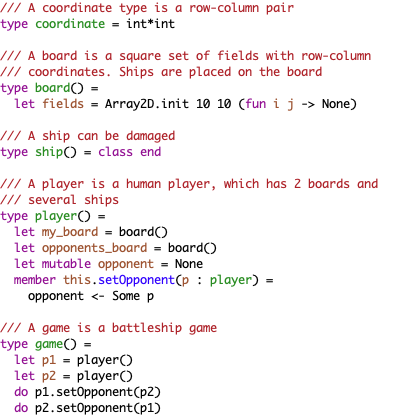 /// A coordinate type is a row-column pair
type coordinate = int*int

/// A board is a square set of fields with row-column
/// coordinates. Ships are placed on the board
type board() =
  let fields = Array2D.init 10 10 (fun i j -> None)

/// A ship can be damaged
type ship() = class end

/// A player is a human player, which has 2 boards and
/// several ships
type player() =
  let my_board = board()
  let opponents_board = board()
  let mutable opponent = None
  member this.setOpponent(p : player) =
    opponent <- Some p

/// A game is a battleship game
type game() =
  let p1 = player()
  let p2 = player()
  do p1.setOpponent(p2)
  do p2.setOpponent(p1)